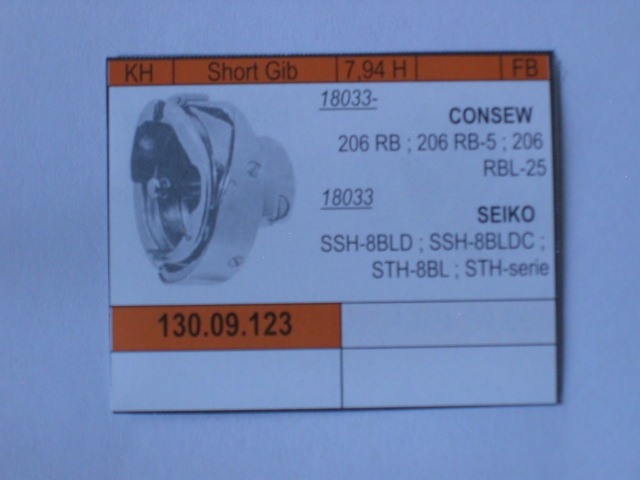 KH Short Gib 7,94 H FB
18033-
CONSEW
206 RB ; 206 RB-5 ; 206
RBL-25
18033
SEIKO
SSH-8BLD ; SSH-8BLDC ;
STH-8BL ; STH-serie
130.09.123